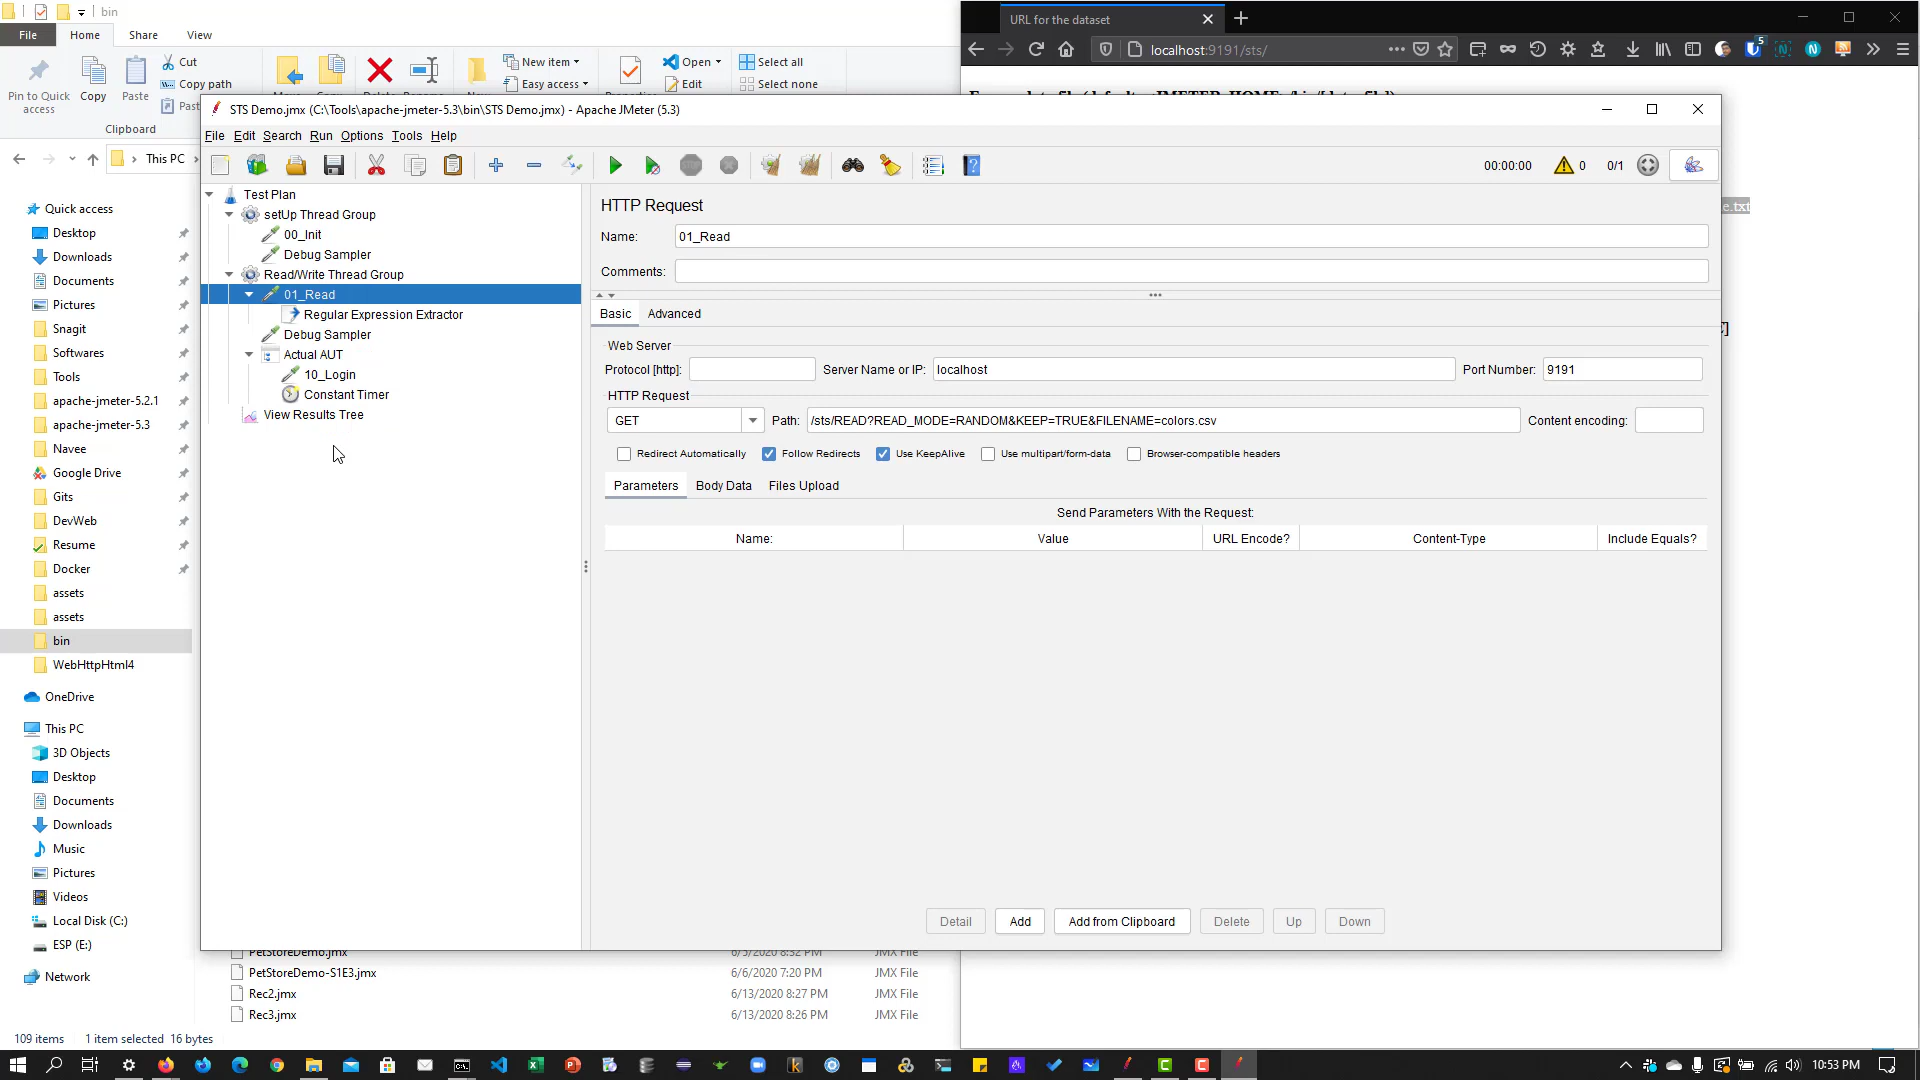 bin
File
Home
Share
View
Pin to Quick
access
Copy
Paste
Cut
Copy path
Clipboard
New item
Easy access
Open
Edit
Select all
Select none
This PC
Quick access
Desktop
Downloads
Documents
Pictures
Snagit
Softwares
Tools
apache-jmeter-5.2.1
apache-jmeter-5.3
Navee
Google Drive
Gits
DevWeb
Resume
Docker
assets
assets
bin
WebHttpHtml4
OneDrive
This PC
3D Objects
Desktop
Documents
Downloads
Music
Pictures
Videos
Local Disk (C:)
ESP (E:)
Network
109 items 1 item selected 16 bytes
URL for the dataset
localhost:9191/sts/
5
e.txt
STS Demo.jmx (C:\Tools\apache-jmeter-5.3\bin\STS Demo.jmx) - Apache JMeter (5.3)
File Edit Search Run Options Tools Help
00:00:00 0 0/1
Test Plan
setUp Thread Group
00_Init
Debug Sampler
Read/Write Thread Group
01_Read
Regular Expression Extractor
Debug Sampler
Actual AUT
10_Login
Constant Timer
View Results Tree
HTTP Request
Name: 01_Read
Comments:
Basic Advanced
Web Server
Protocol [http]: Server Name or IP: localhost Port Number: 9191
HTTP Request
GET Path: /sts/READ?READ_MODE=RANDOM&KEEP=TRUE&FILENAME=colors.csv Content encoding:
Redirect Automatically Follow Redirects Use KeepAlive Use multipart/form-data Browser-compatible headers
Parameters Body Data Files Upload
Send Parameters With the Request:
Name: Value URL Encode? Content-Type Include Equals?
Detail Add Add from Clipboard Delete Up Down
PetStoreDemo.jmx 6/5/2020 8:32 PM JMX File
PetStoreDemo-S1E3.jmx 6/6/2020 7:20 PM JMX File
Rec2.jmx 6/13/2020 8:27 PM JMX File
Rec3.jmx 6/13/2020 8:26 PM JMX File
10:53 PM